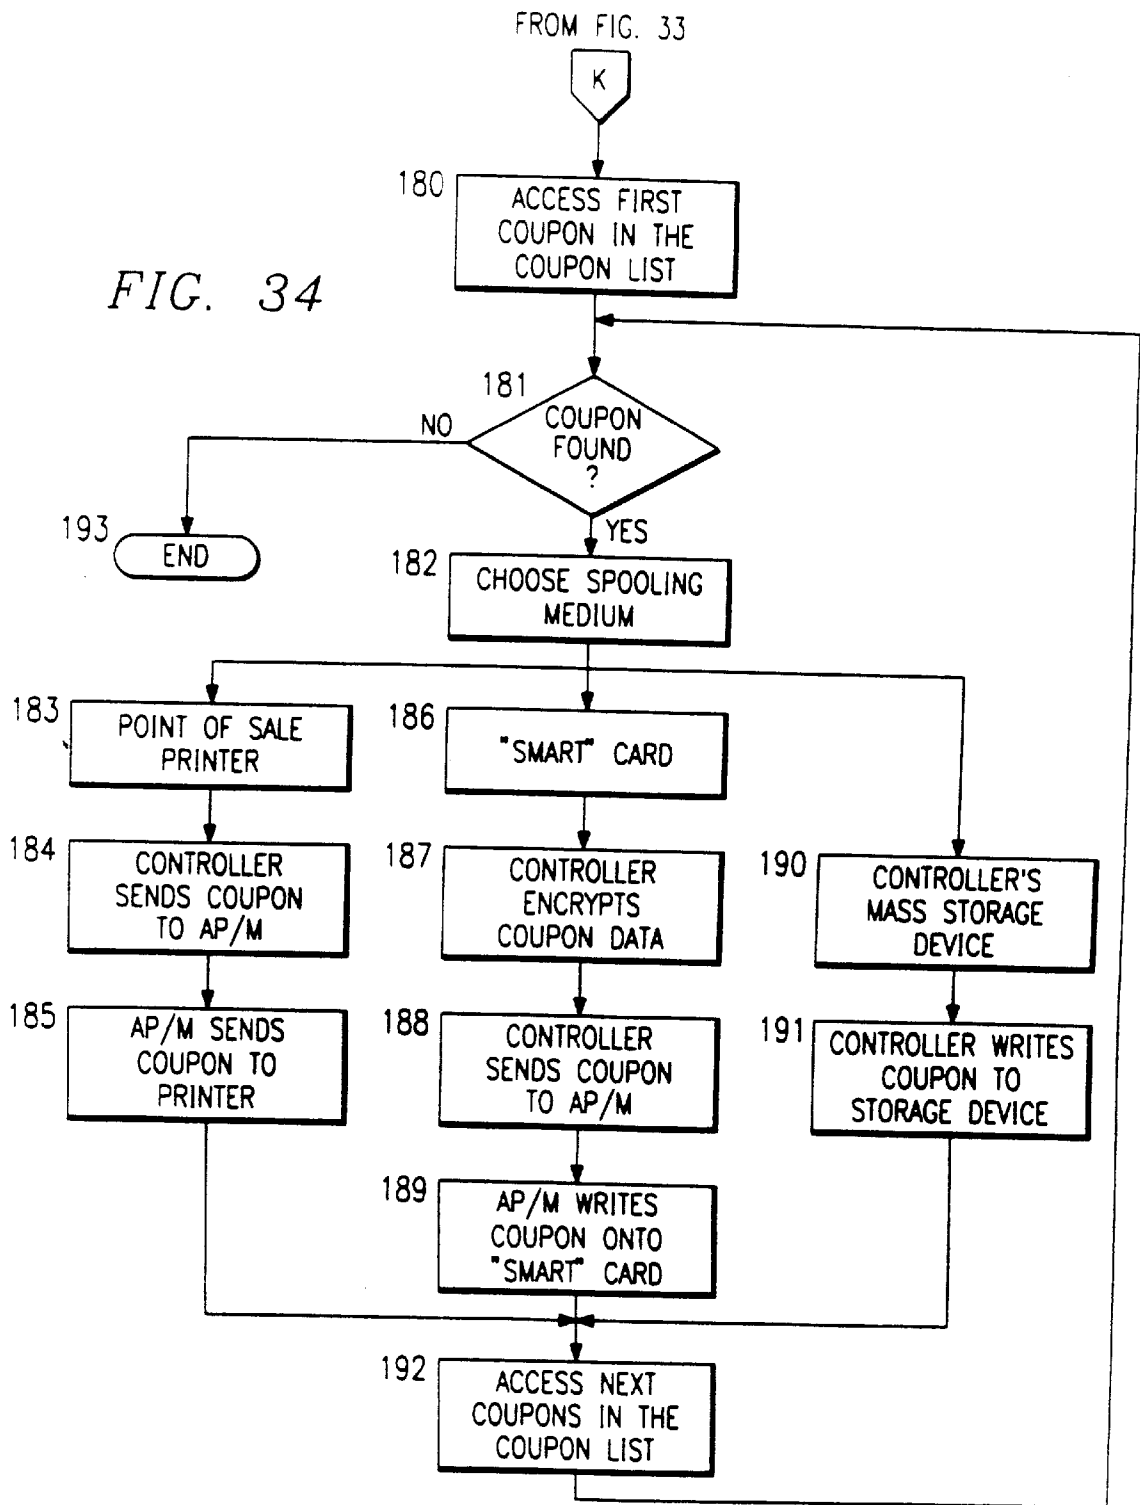 FROM FIG. 33
K
180
ACCESS FIRST
COUPON IN THE
COUPON LIST
FIG. 34
181
COUPON
FOUND
?
NO
YES
193
END
182
CHOOSE SPOOLING
MEDIUM
183
POINT OF SALE
PRINTER
184
CONTROLLER
SENDS COUPON
TO AP/M
185
AP/M SENDS
COUPON TO
PRINTER
186
"SMART" CARD
187
CONTROLLER
ENCRYPTS
COUPON DATA
188
CONTROLLER
SENDS COUPON
TO AP/M
189
AP/M WRITES
COUPON ONTO
"SMART" CARD
190
CONTROLLER'S
MASS STORAGE
DEVICE
191
CONTROLLER WRITES
COUPON TO
STORAGE DEVICE
192
ACCESS NEXT
COUPONS IN THE
COUPON LIST